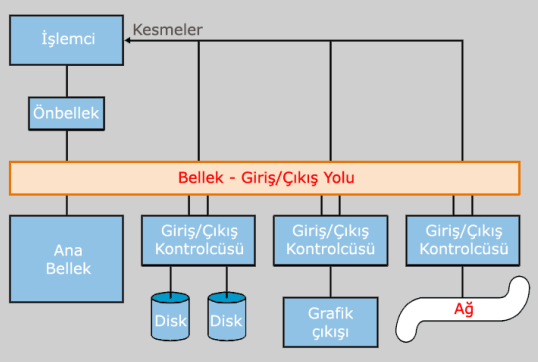 İşlemci
Kesmeler
Önbellek
Bellek - Giriş/Çıkış Yolu
Ana
Bellek
Giriş/Çıkış
Kontrolcüsü
Giriş/Çıkış
Kontrolcüsü
Giriş/Çıkış
Kontrolcüsü
Disk
Disk
Grafik
çıkışı
Ağ